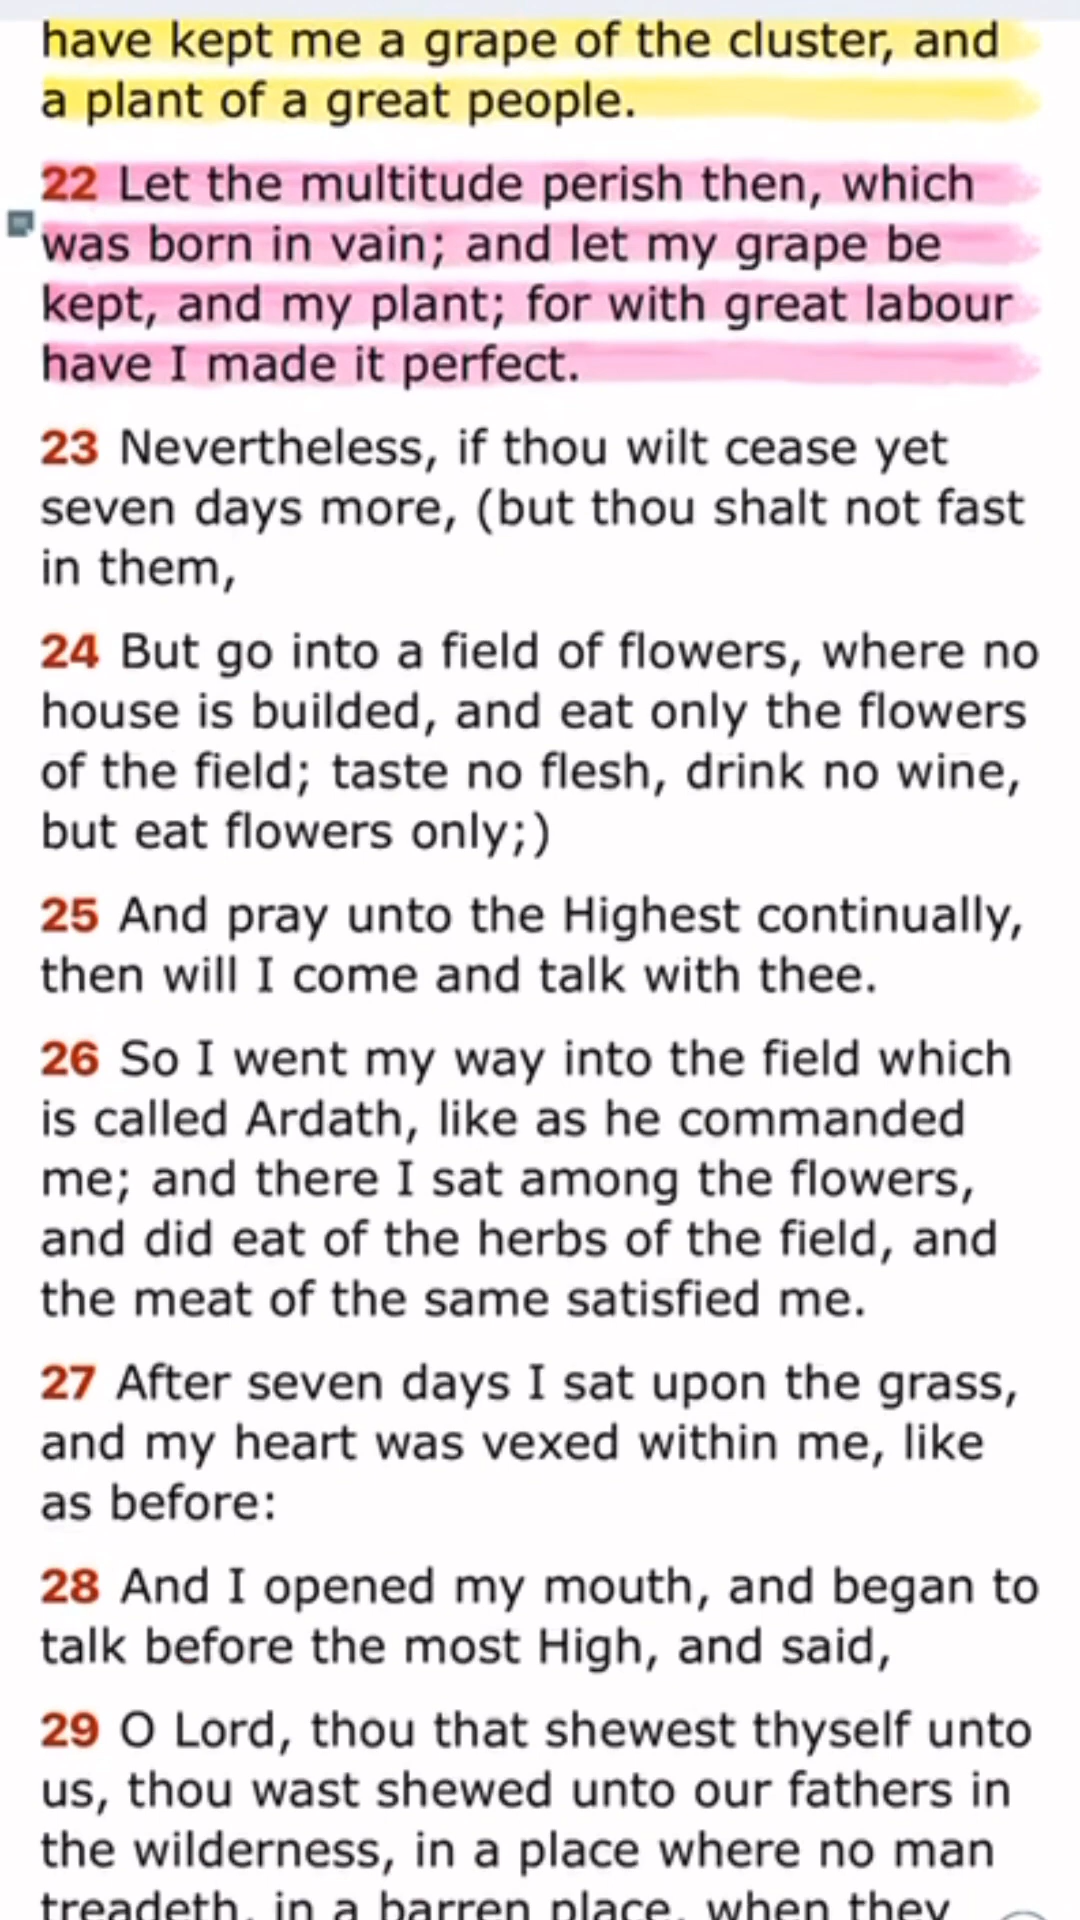 have kept me a grape of the cluster, and
a plant of a great people.
22 Let the multitude perish then, which
was born in vain; and let my grape be
kept, and my plant; for with great labour
have I made it perfect.
23 Nevertheless, if thou wilt cease yet
seven days more, (but thou shalt not fast
in them,
24 But go into a field of flowers, where no
house is builded, and eat only the flowers
of the field; taste no flesh, drink no wine,
but eat flowers only;)
25 And pray unto the Highest continually,
then will I come and talk with thee.
26 So I went my way into the field which
is called Ardath, like as he commanded
me; and there I sat among the flowers,
and did eat of the herbs of the field, and
the meat of the same satisfied me.
27 After seven days I sat upon the grass,
and my heart was vexed within me, like
as before:
28 And I opened my mouth, and began to
talk before the most High, and said,
29 O Lord, thou that shewest thyself unto
us, thou wast shewed unto our fathers in
the wilderness, in a place where no man
treadeth, in a barren place, when they